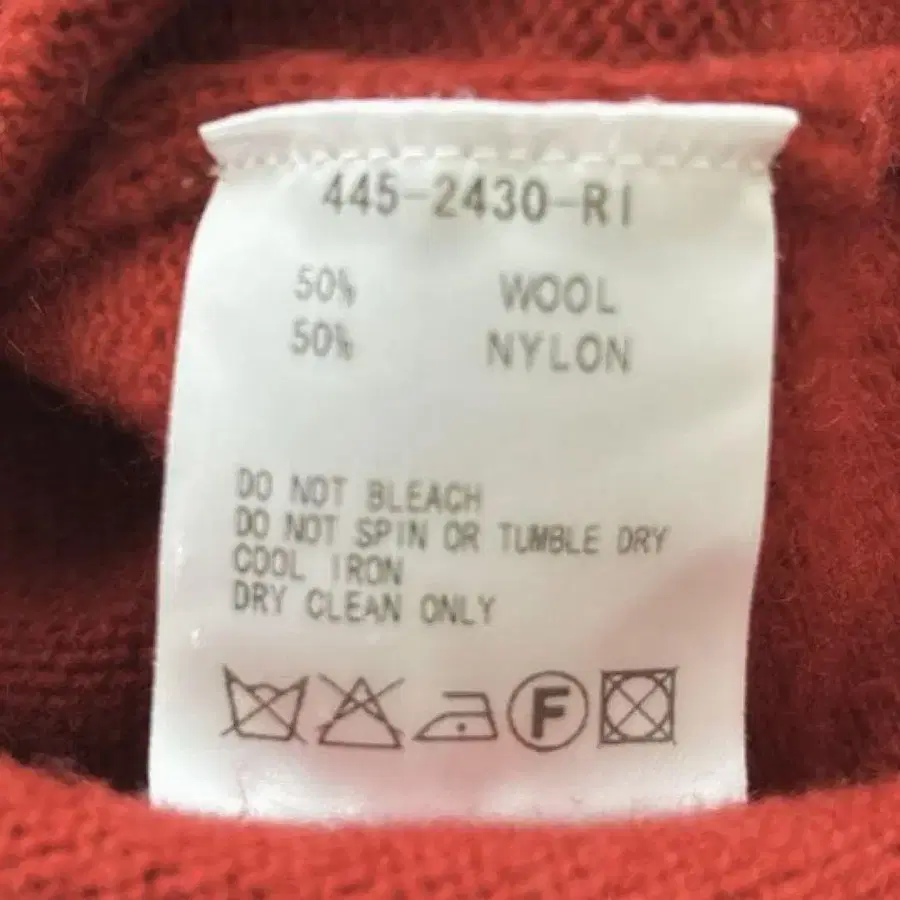 445-2430-RI
50% WOOL
50% NYLON
DO NOT BLEACH
DO NOT SPIN OR TUMBLE DRY
COOL IRON
DRY CLEAN ONLY
F